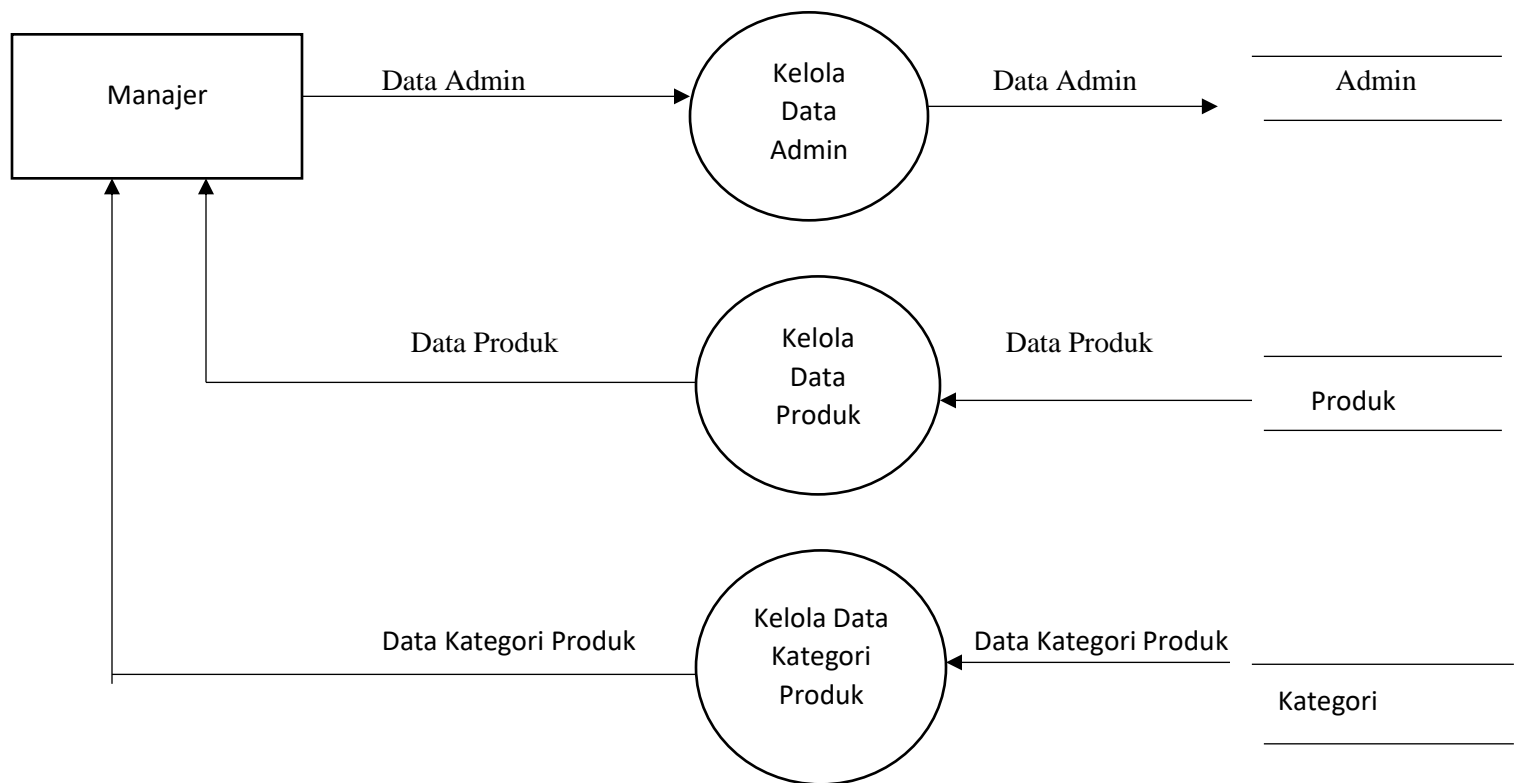 Manajer
Data Admin
Kelola
Data
Admin
Data Admin
Admin
Data Produk
Kelola
Data
Produk
Data Produk
Produk
Data Kategori Produk
Kelola Data
Kategori
Produk
Data Kategori Produk
Kategori